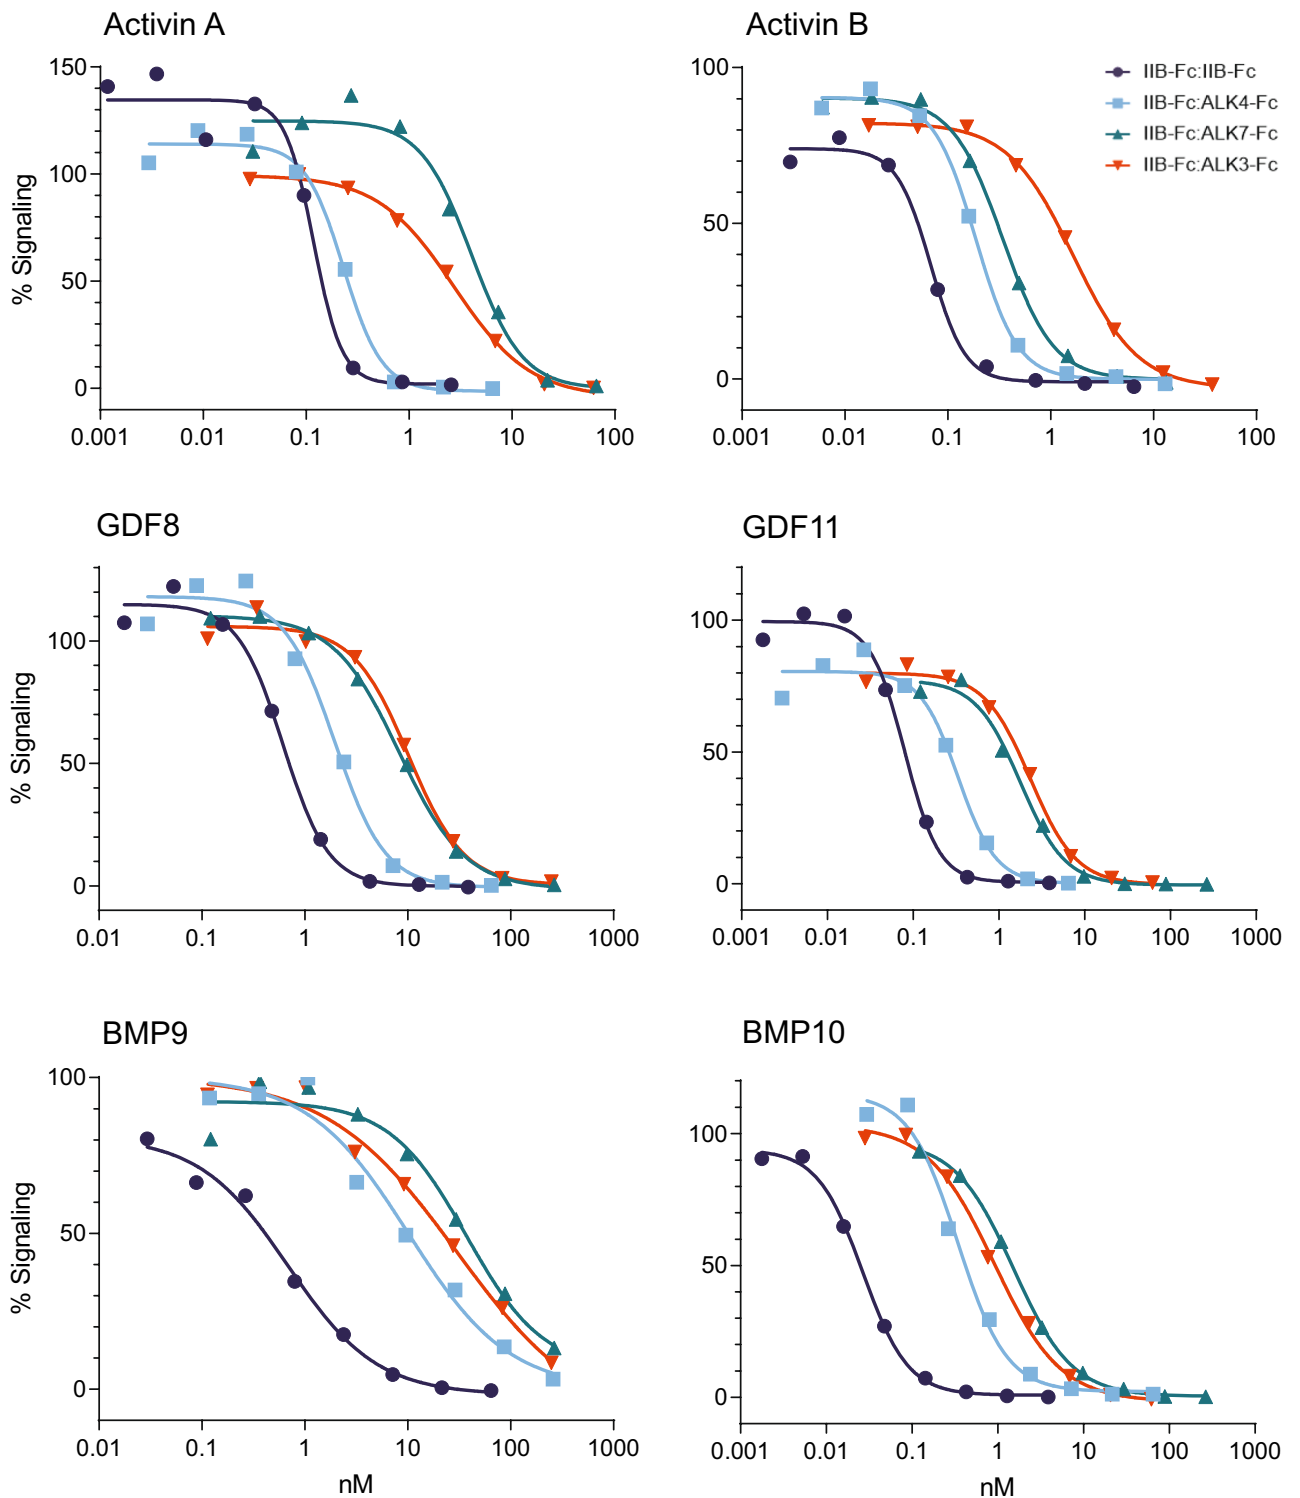 Activin A
150
100
50
0
% Signaling
0.001 0.01 0.1 1 10 100
Activin B
100
50
0
0.001 0.01 0.1 1 10 100
IIB-Fc:IIB-Fc
IIB-Fc:ALK4-Fc
IIB-Fc:ALK7-Fc
IIB-Fc:ALK3-Fc
GDF8
100
50
0
% Signaling
0.01 0.1 1 10 100 1000
GDF11
100
50
0
0.001 0.01 0.1 1 10 100 1000
BMP9
100
50
0
% Signaling
0.01 0.1 1 10 100 1000
nM
BMP10
100
50
0
0.001 0.01 0.1 1 10 100 1000
nM